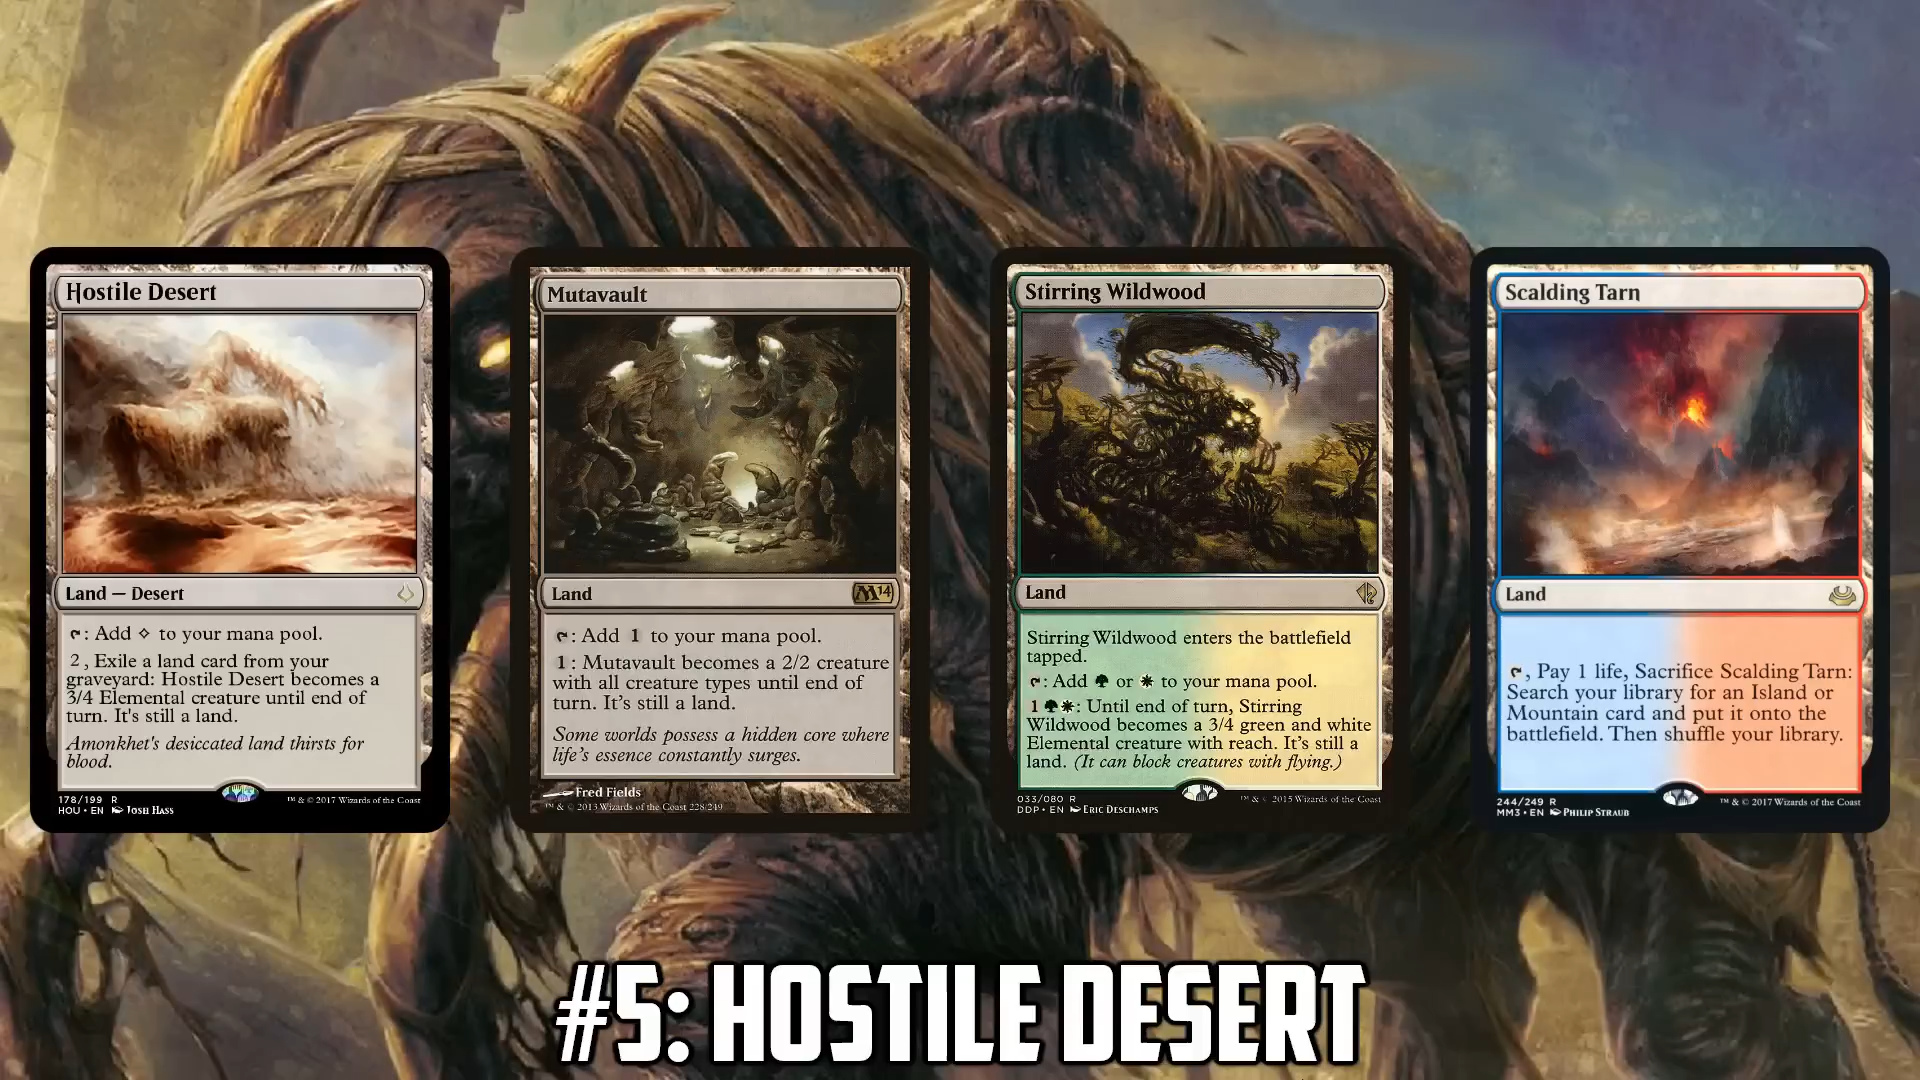 Hostile Desert
Land — Desert
: Add ◇ to your mana pool.
2, Exile a land card from your
graveyard: Hostile Desert becomes a
3/4 Elemental creature until end of
turn. It's still a land.
Amonkhet's desiccated land thirsts for
blood.
178/199 R
HOU • EN Josh Hass
™ & © 2017 Wizards of the Coast
Mutavault
Land
M14
: Add 1 to your mana pool.
1: Mutavault becomes a 2/2 creature
with all creature types until end of
turn. It's still a land.
Some worlds possess a hidden core where
life's essence constantly surges.
Fred Fields
™ & © 2013 Wizards of the Coast 228/249
Stirring Wildwood
Land
Stirring Wildwood enters the battlefield
tapped.
: Add or to your mana pool.
1 : Until end of turn, Stirring
Wildwood becomes a 3/4 green and white
Elemental creature with reach. It's still a
land. (It can block creatures with flying.)
033/080 R
DDP • EN Eric Deschamps
™ & © 2015 Wizards of the Coast
Scalding Tarn
Land
, Pay 1 life, Sacrifice Scalding Tarn:
Search your library for an Island or
Mountain card and put it onto the
battlefield. Then shuffle your library.
244/249 R
MM3 • EN Philip Straub
™ & © 2017 Wizards of the Coast
#5: HOSTILE DESERT